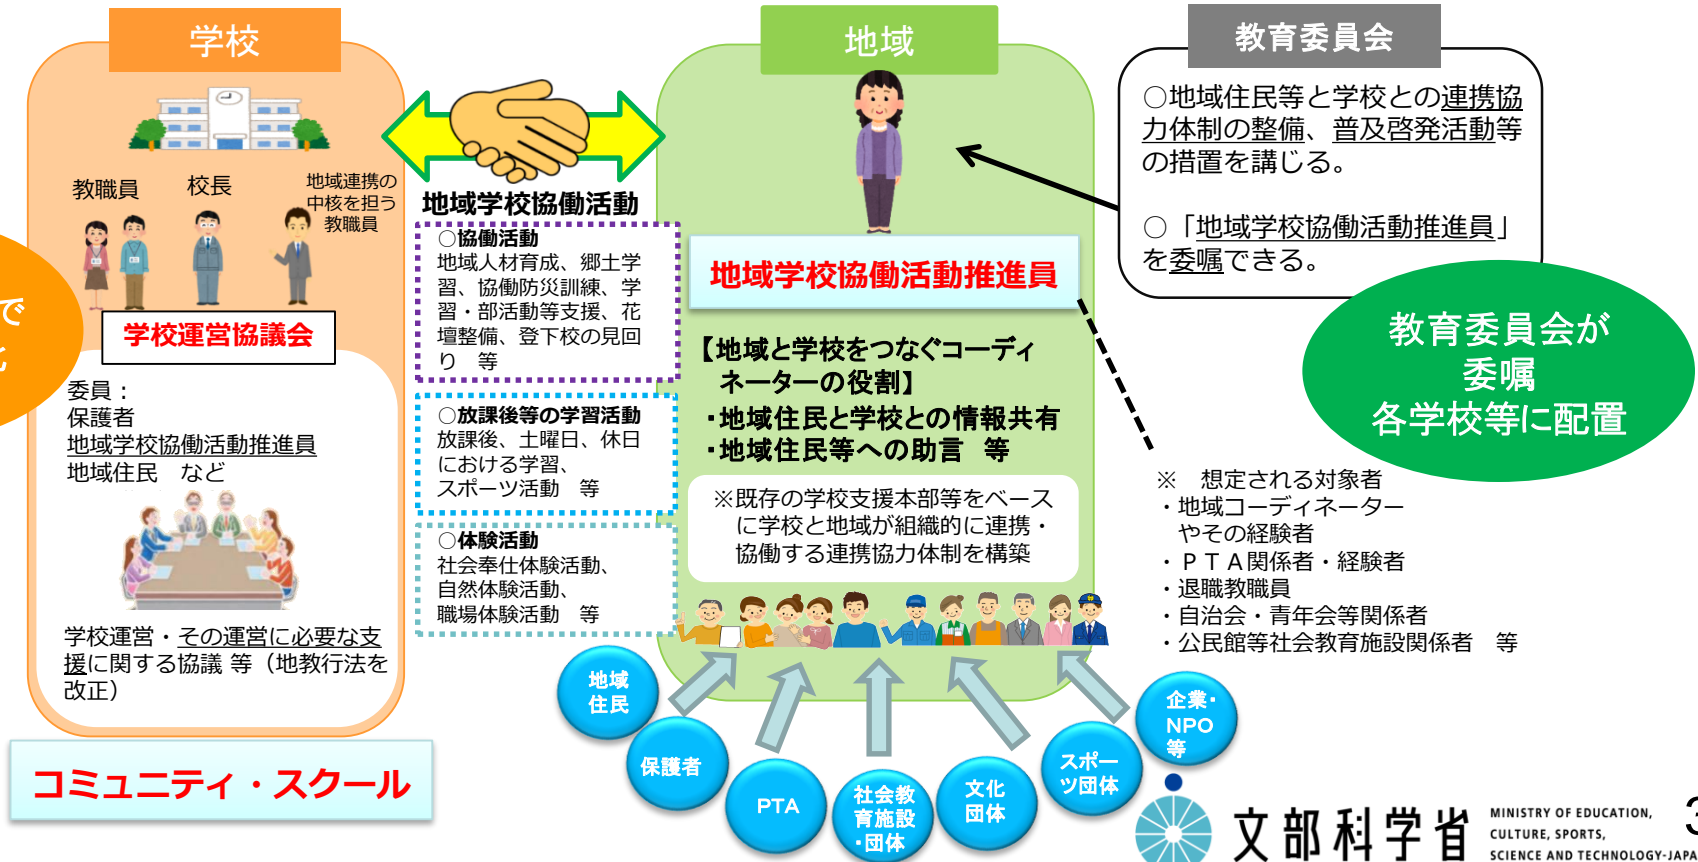 学校
教職員
校長
地域連携の
中核を担う
教職員
で
学校運営協議会
委員：
保護者
地域学校協働活動推進員
地域住民　など
学校運営・その運営に必要な支
援に関する協議 等（地教行法を
改正）
コミュニティ・スクール
地域学校協働活動
○協働活動
地域人材育成、郷土学
習、協働防災訓練、学
習・部活動等支援、花
壇整備、登下校の見回
り　等
○放課後等の学習活動
放課後、土曜日、休日
における学習、
スポーツ活動　等
○体験活動
社会奉仕体験活動、
自然体験活動、
職場体験活動　等
地域
地域学校協働活動推進員
【地域と学校をつなぐコーディ
ネーターの役割】
・地域住民と学校との情報共有
・地域住民等への助言　等
※既存の学校支援本部等をベース
に学校と地域が組織的に連携・
協働する連携協力体制を構築
地域
住民
保護者
PTA
社会教
育施設
・団体
文化
団体
スポー
ツ団体
企業・
NPO
等
教育委員会
○地域住民等と学校との連携協
力体制の整備、普及啓発活動等
の措置を講じる。
○「地域学校協働活動推進員」
を委嘱できる。
教育委員会が
委嘱
各学校等に配置
※　想定される対象者
・地域コーディネーター
やその経験者
・ＰＴＡ関係者・経験者
・退職教職員
・自治会・青年会等関係者
・公民館等社会教育施設関係者　等
文部科学省
MINISTRY OF EDUCATION,
CULTURE, SPORTS,
SCIENCE AND TECHNOLOGY-JAPA
3